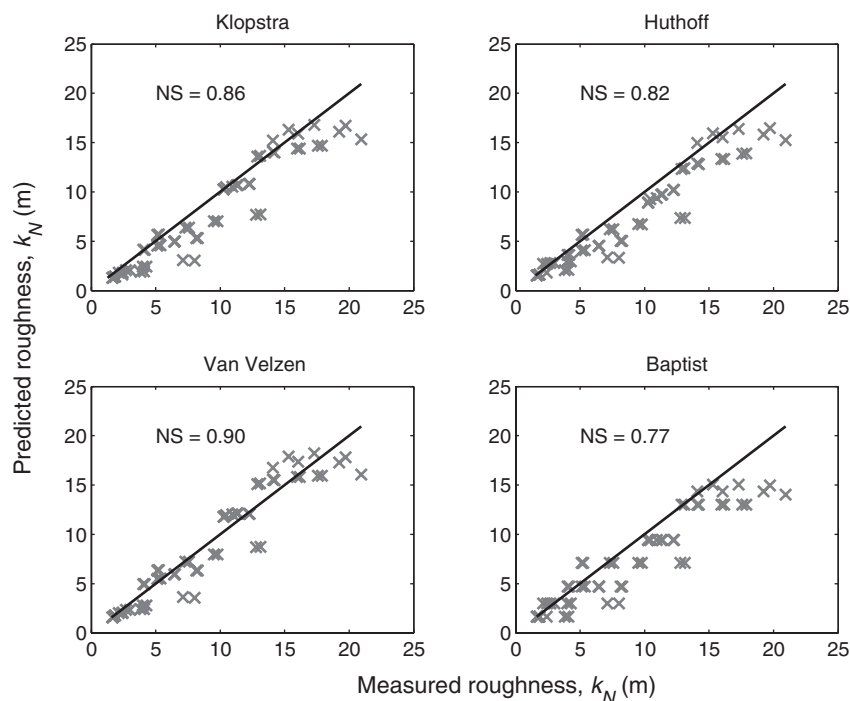 Klopstra
Huthoff
25
20
15
10
5
0
NS = 0.86
0 5 10 15 20 25
25
20
15
10
5
0
NS = 0.82
0 5 10 15 20 25
Van Velzen
Baptist
25
20
15
10
5
0
NS = 0.90
0 5 10 15 20 25
25
20
15
10
5
0
NS = 0.77
0 5 10 15 20 25
Predicted roughness, k_N (m)
Measured roughness, k_N (m)